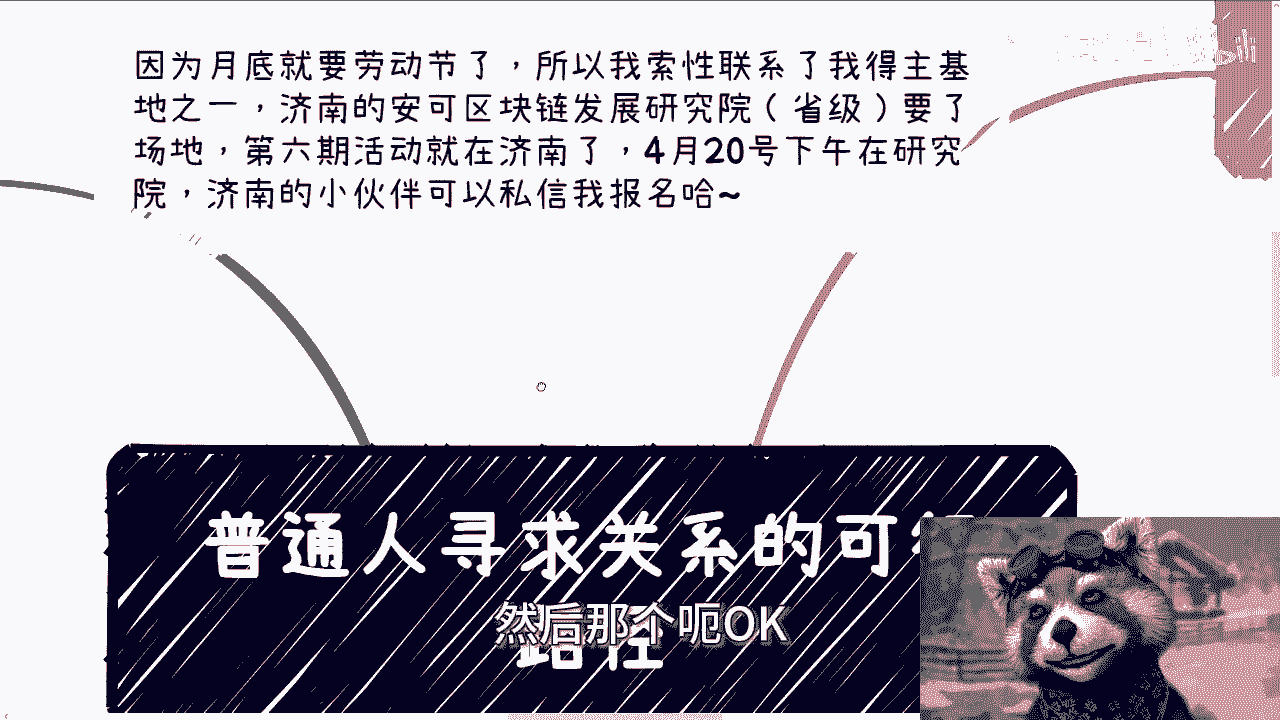 因为月底就要劳动节了，所以我索性联系了我得主基
地之一，济南的安可区块链发展研究院（省级）要了
场地，第六期活动就在济南了，4月20号下午在研究
院，济南的小伙伴可以私信我报名哈~
普通人寻求关系的可
然后那个呃OK
路径